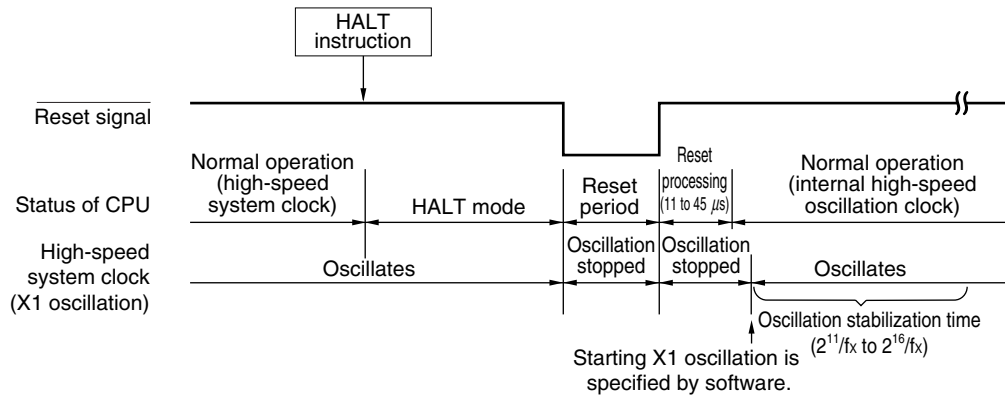 HALT
instruction
Reset signal
Normal operation
(high-speed
system clock)
Reset
period
Reset
processing
(11 to 45 μs)
Normal operation
(internal high-speed
oscillation clock)
Status of CPU
HALT mode
High-speed
system clock
(X1 oscillation)
Oscillates
Oscillation
stopped
Oscillation
stopped
Oscillates
Oscillation stabilization time
(2¹¹/fx to 2¹⁶/fx)
Starting X1 oscillation is
specified by software.